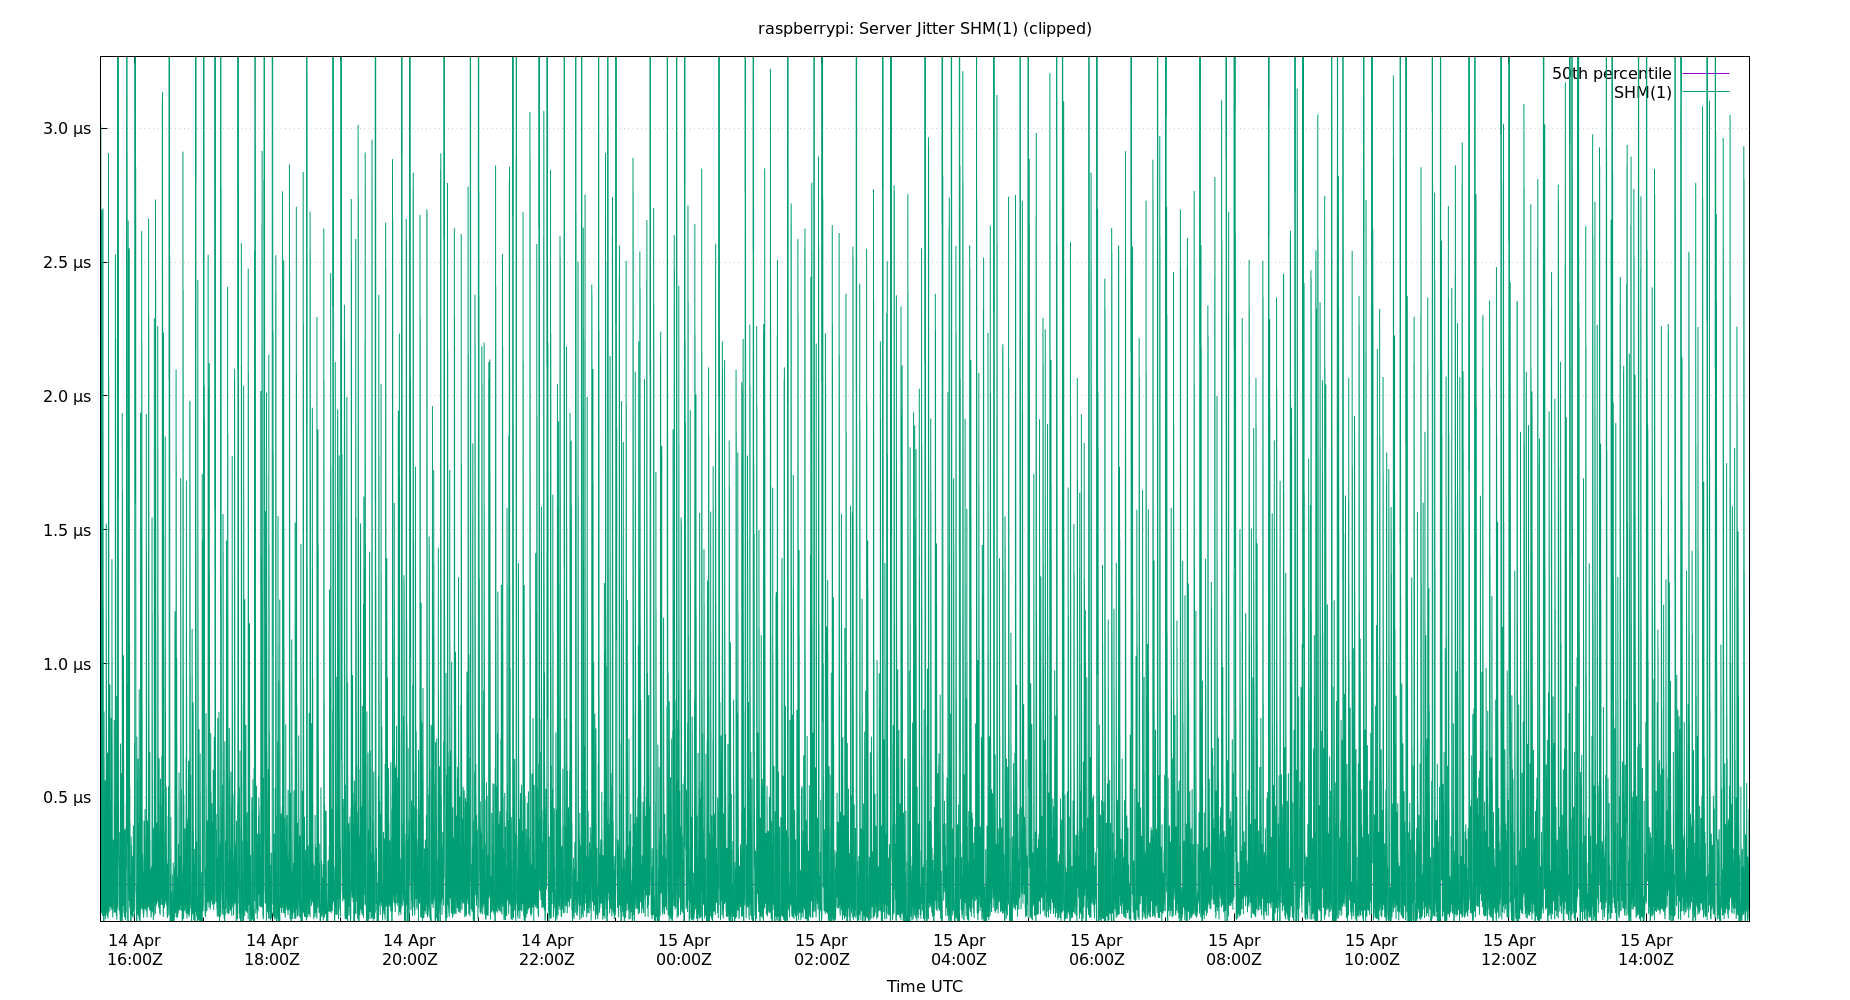 raspberrypi: Server Jitter SHM(1) (clipped)
50th percentile
SHM(1)
3.0 µs
2.5 µs
2.0 µs
1.5 µs
1.0 µs
0.5 µs
14 Apr 14 Apr 14 Apr 14 Apr 15 Apr 15 Apr 15 Apr 15 Apr 15 Apr 15 Apr 15 Apr 15 Apr
16:00Z 18:00Z 20:00Z 22:00Z 00:00Z 02:00Z 04:00Z 06:00Z 08:00Z 10:00Z 12:00Z 14:00Z
Time UTC